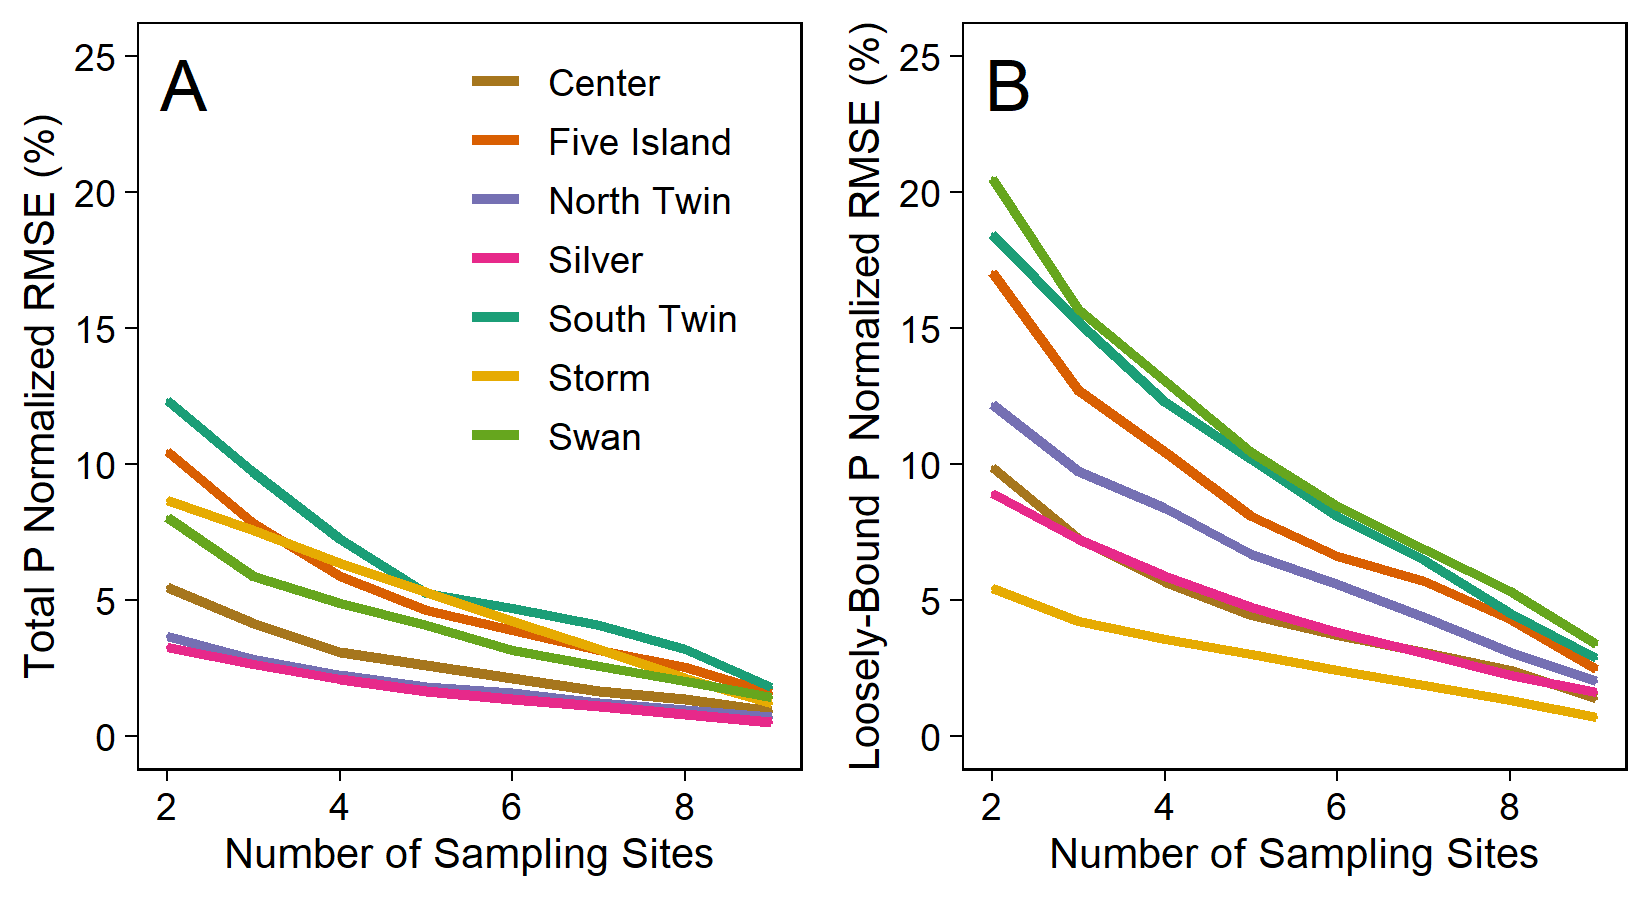 A
Total P Normalized RMSE (%)
25
20
15
10
5
0
Center
Five Island
North Twin
Silver
South Twin
Storm
Swan
2 4 6 8
Number of Sampling Sites
B
Loosely-Bound P Normalized RMSE (%)
25
20
15
10
5
0
2 4 6 8
Number of Sampling Sites